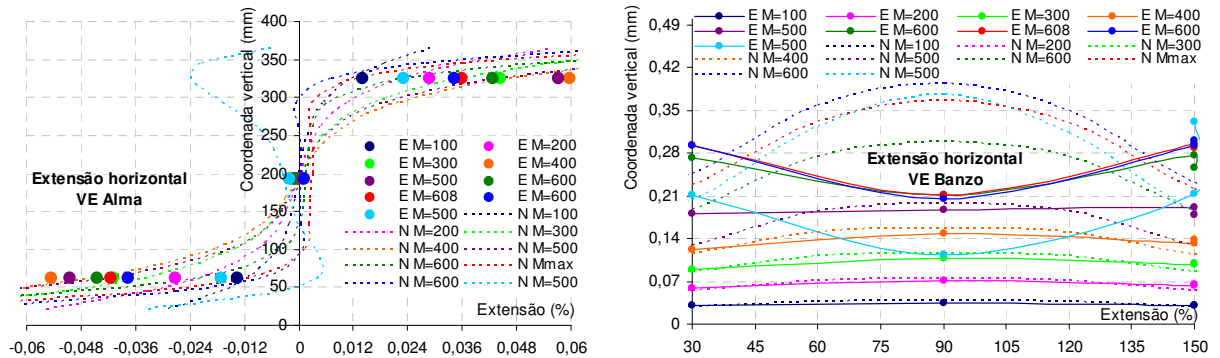 Coordenada vertical (mm)
400
350
300
250
200
150
100
50
0
Extensão horizontal
VE Alma
E M=100 E M=200
E M=300 E M=400
E M=500 E M=600
E M=608 E M=600
E M=500 N M=100
N M=200 N M=300
N M=400 N M=500
N M=600 N Mmax
N M=600 N M=500
Extensão (%)
-0,06 -0,048 -0,036 -0,024 -0,012 0 0,012 0,024 0,036 0,048 0,06
Coordenada vertical (mm)
0,49
0,42
0,35
0,28
0,21
0,14
0,07
0
E M=100 E M=200 E M=300 E M=400
E M=500 E M=600 E M=608 E M=600
E M=500 N M=100 N M=200 N M=300
N M=400 N M=500 N M=600 N Mmax
N M=600 N M=500
Extensão horizontal
VE Banzo
Extensão (%)
30 45 60 75 90 105 120 135 150